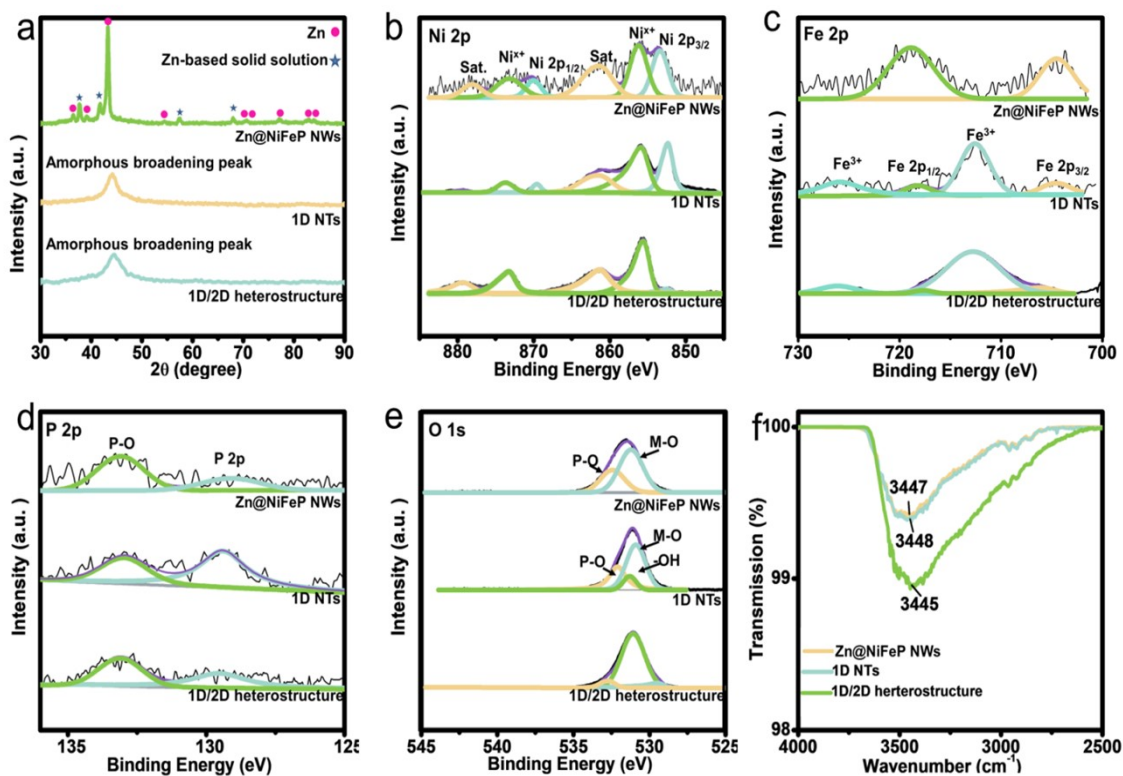 a
Zn
Zn-based solid solution
Zn@NiFeP NWs
Amorphous broadening peak
1D NTs
Amorphous broadening peak
1D/2D heterostructure
Intensity (a.u.)
30 40 50 60 70 80 90
2θ (degree)
b
Ni 2p
Sat. Niˣ⁺ Ni 2p1/2 Sat. Niˣ⁺ Ni 2p3/2
Zn@NiFeP NWs
1D NTs
1D/2D heterostructure
Intensity (a.u.)
880 870 860 850
Binding Energy (eV)
c
Fe 2p
Zn@NiFeP NWs
Fe³⁺ Fe 2p1/2 Fe³⁺ Fe 2p3/2
1D NTs
1D/2D heterostructure
Intensity (a.u.)
730 720 710 700
Binding Energy (eV)
d
P 2p
P-O P 2p
Zn@NiFeP NWs
1D NTs
1D/2D heterostructure
Intensity (a.u.)
135 130 125
Binding Energy (eV)
e
O 1s
P-O M-O
Zn@NiFeP NWs
P-O M-O
OH
1D NTs
1D/2D heterostructure
Intensity (a.u.)
545 540 535 530 525
Binding Energy (eV)
f
100
99
98
3447
3448
3445
Zn@NiFeP NWs
1D NTs
1D/2D herterostructure
Transmission (%)
4000 3500 3000 2500
Wavenumber (cm⁻¹)